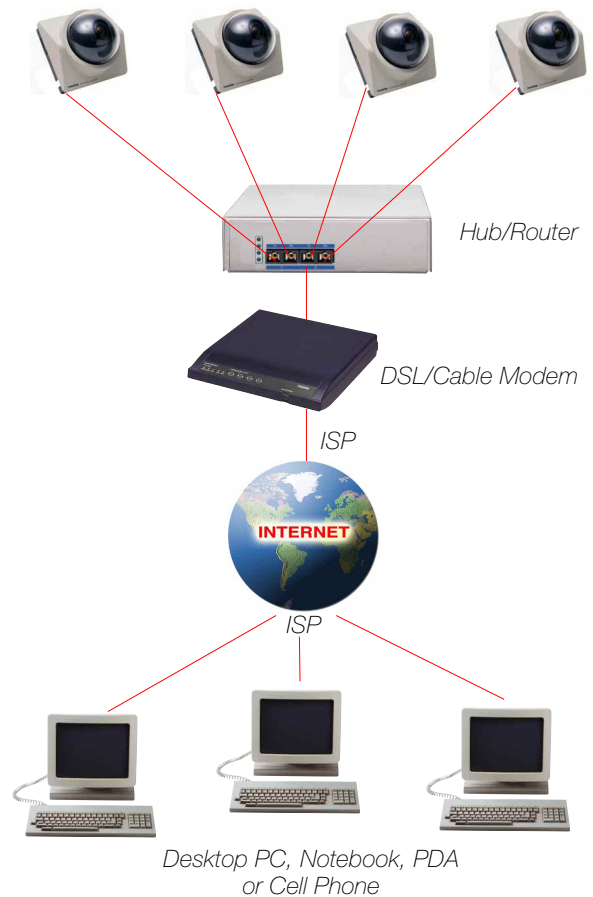 Hub/Router
DSL/Cable Modem
ISP
INTERNET
ISP
Desktop PC, Notebook, PDA
or Cell Phone